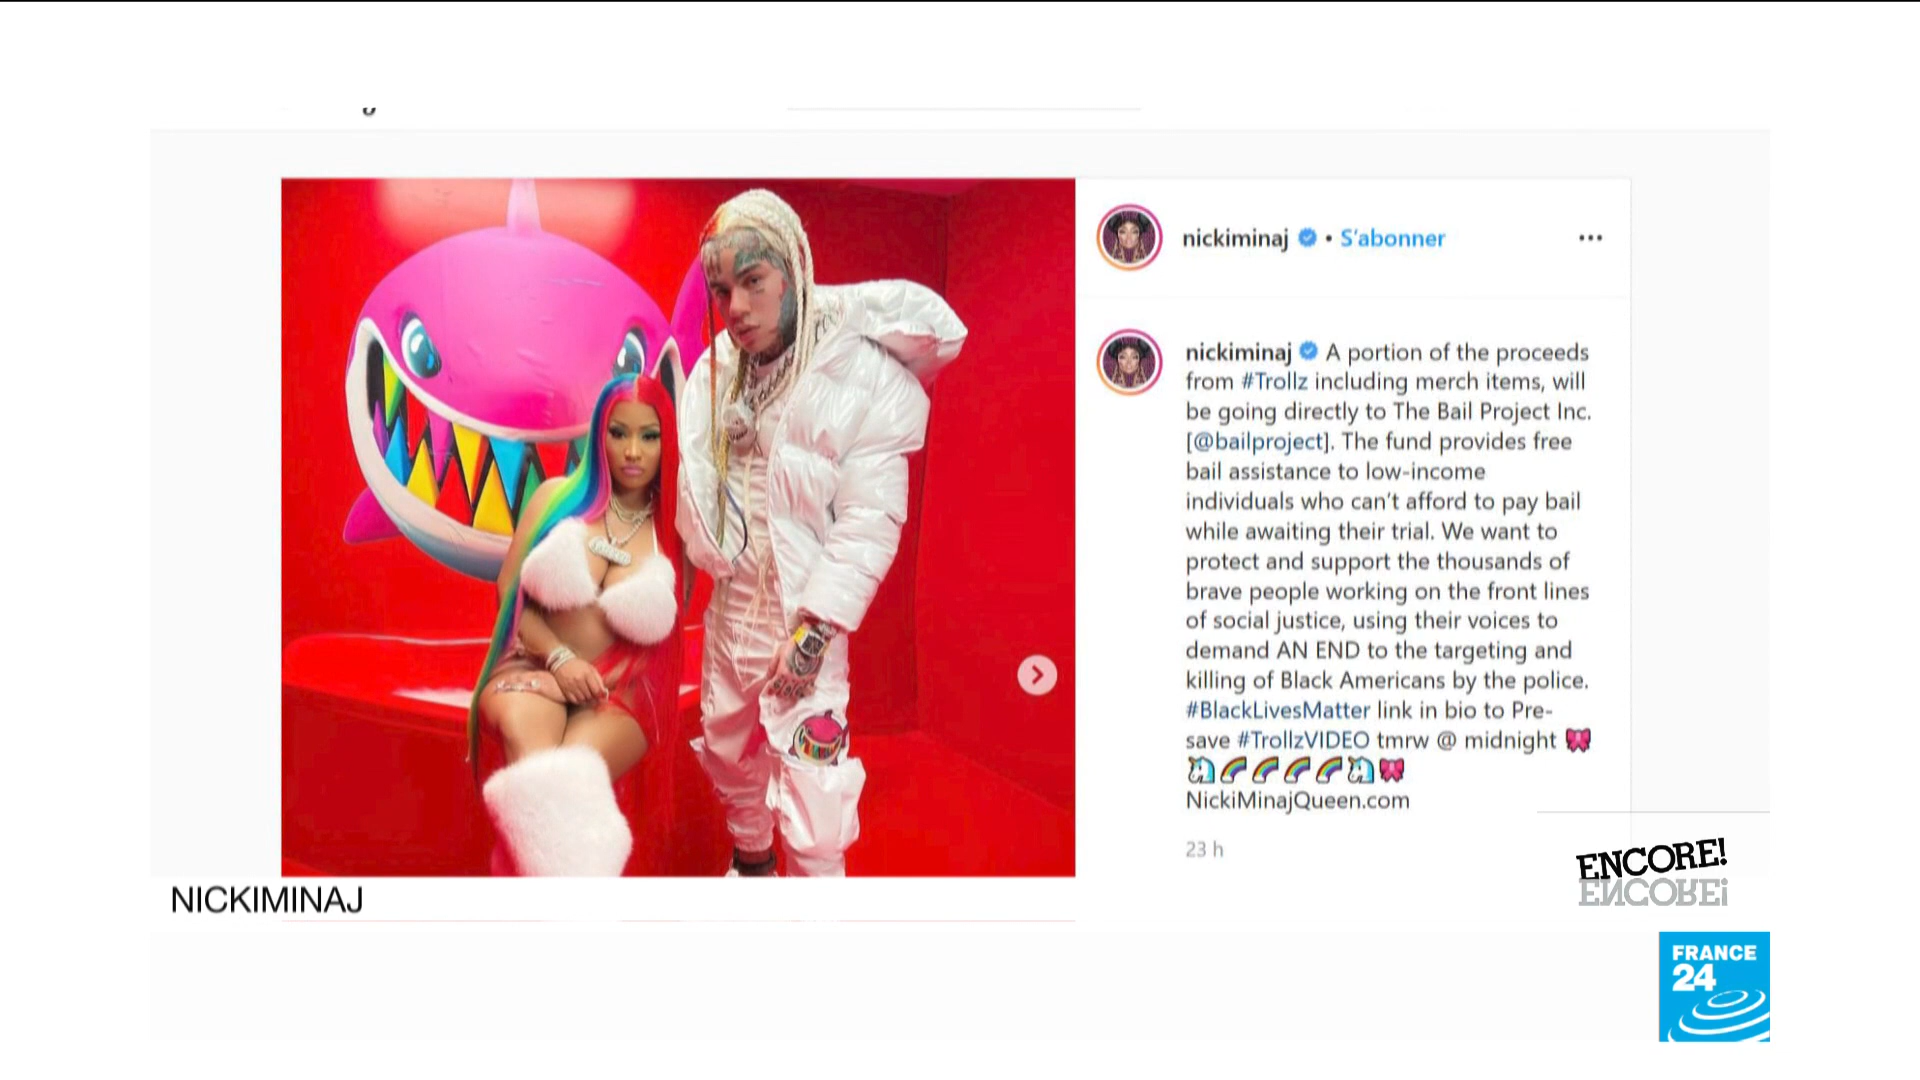 nickiminaj • S'abonner
nickiminaj A portion of the proceeds
from #Trollz including merch items, will
be going directly to The Bail Project Inc.
[@bailproject]. The fund provides free
bail assistance to low-income
individuals who can't afford to pay bail
while awaiting their trial. We want to
protect and support the thousands of
brave people working on the front lines
of social justice, using their voices to
demand AN END to the targeting and
killing of Black Americans by the police.
#BlackLivesMatter link in bio to Pre-
save #TrollzVIDEO tmrw @ midnight 🎀
🦄🌈🌈🌈🌈🦄🎀
NickiMinajQueen.com
23 h
NICKIMINAJ
ENCORE!
FRANCE
24